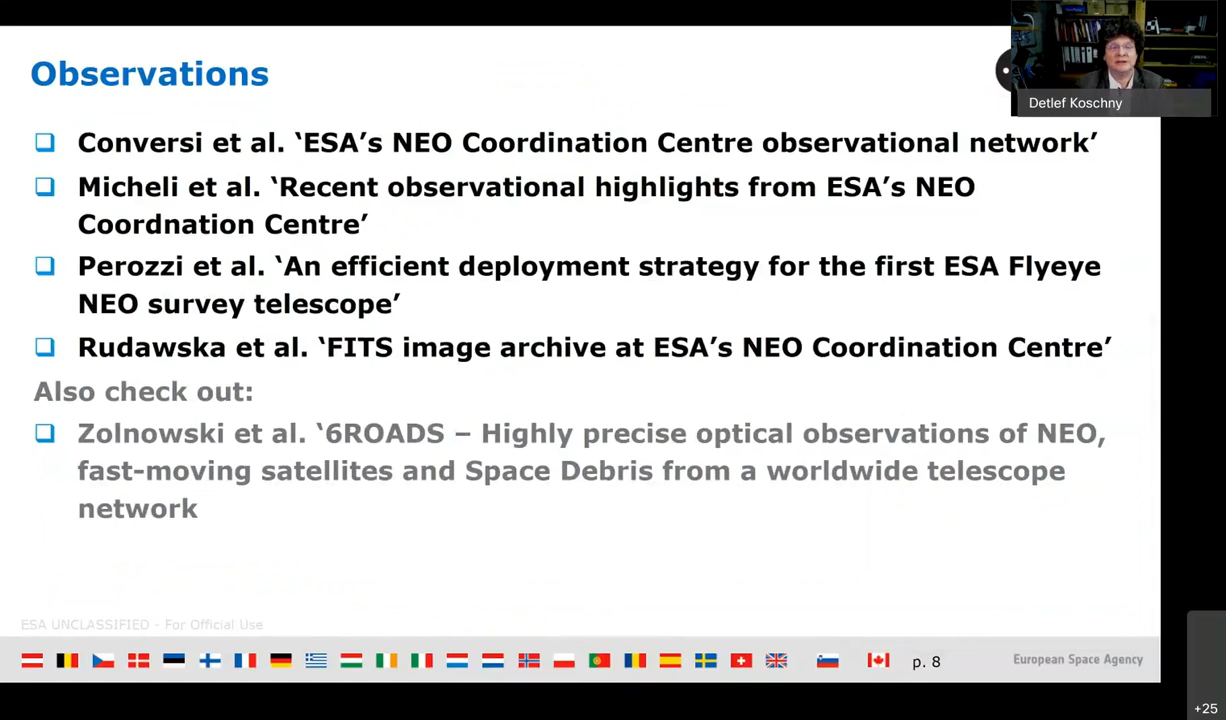 Observations
Detlef Koschny
Conversi et al. ‘ESA’s NEO Coordination Centre observational network’
Micheli et al. ‘Recent observational highlights from ESA’s NEO
Coordnation Centre’
Perozzi et al. ‘An efficient deployment strategy for the first ESA Flyeye
NEO survey telescope’
Rudawska et al. ‘FITS image archive at ESA’s NEO Coordination Centre’
Also check out:
Zolnowski et al. ‘6ROADS – Highly precise optical observations of NEO,
fast-moving satellites and Space Debris from a worldwide telescope
network
ESA UNCLASSIFIED - For Official Use
p. 8
European Space Agency
+25